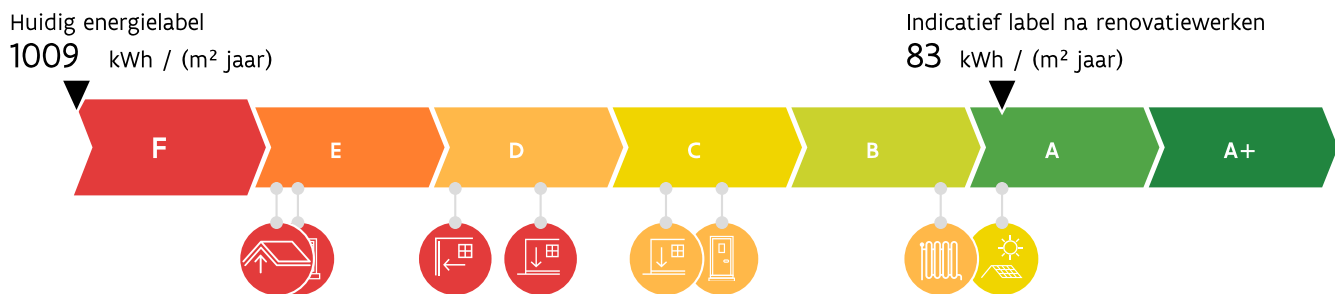 Huidig energielabel
1009 kWh / (m² jaar)
Indicatief label na renovatiewerken
83 kWh / (m² jaar)
F E D C B A A+